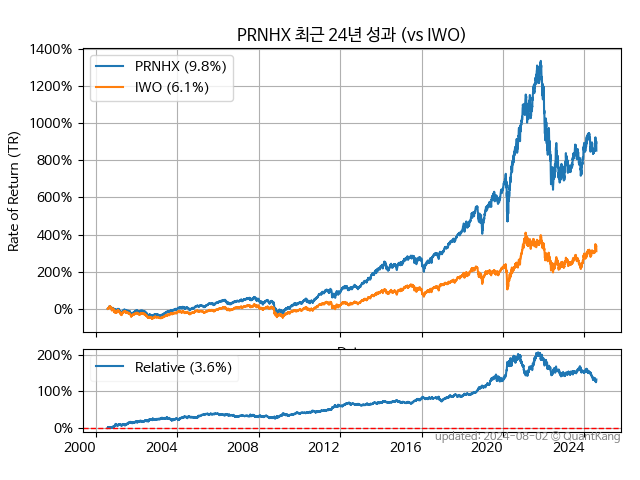 PRNHX 최근 24년 성과 (vs IWO)
1400%
1200%
1000%
800%
600%
400%
200%
0%
Rate of Return (TR)
PRNHX (9.8%)
IWO (6.1%)
200%
100%
0%
Relative (3.6%)
2000 2004 2008 2012 2016 2020 2024
updated: 2024-08-02 © QuantKang